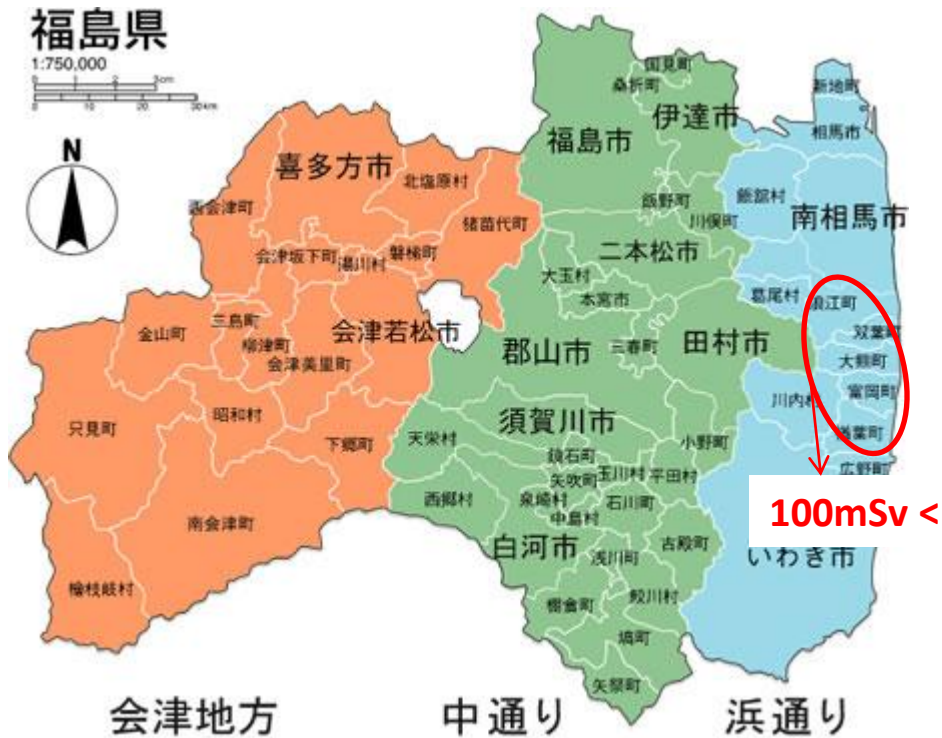 福島県
1:750,000
0 1 2 5cm
0 10 20 30km
N
国見町
桑折町
新地町
伊達市
相馬市
福島市
喜多方市
北塩原村
飯舘村
飯野町
西会津町
猪苗代町
川俣町
南相馬市
会津坂下町
湯川村
磐梯町
二本松市
大玉村
本宮市
葛尾村
浪江町
金山町
三島町
会津若松市
双葉町
柳津町
郡山市
三春町
田村市
大熊町
会津美里町
富岡町
川内村
昭和村
只見町
須賀川市
楢葉町
下郷町
天栄村
小野町
鏡石町
広野町
矢吹町
玉川村
平田村
西郷村
泉崎村
石川町
100mSv <
南会津町
中島村
白河市
古殿町
いわき市
浅川町
檜枝岐村
棚倉町
鮫川村
塙町
矢祭町
会津地方 中通り 浜通り